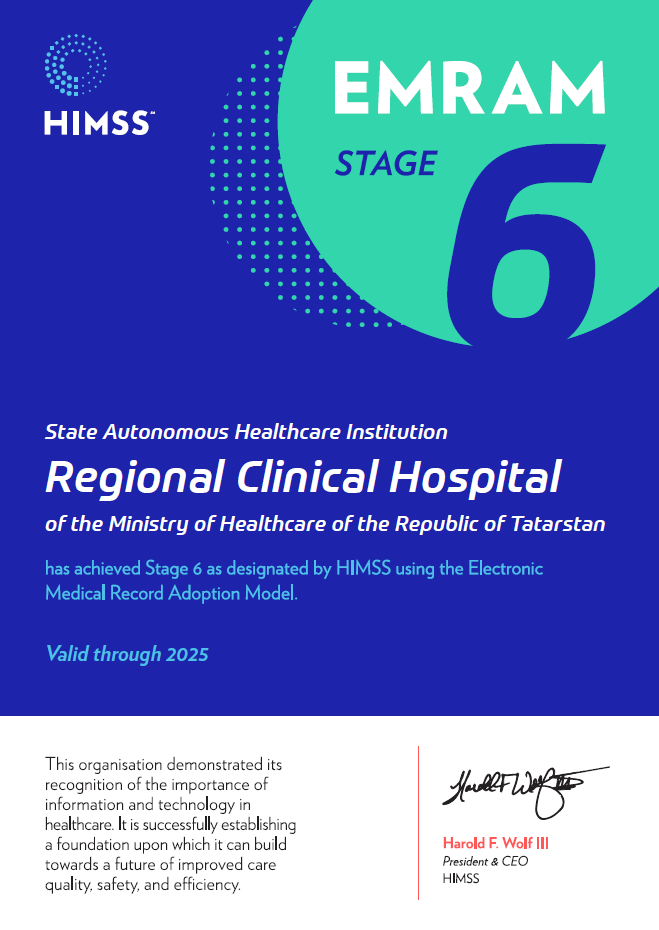 HIMSS™
EMRAM
STAGE
6
State Autonomous Healthcare Institution
Regional Clinical Hospital
of the Ministry of Healthcare of the Republic of Tatarstan
has achieved Stage 6 as designated by HIMSS using the Electronic
Medical Record Adoption Model.
Valid through 2025
This organisation demonstrated its
recognition of the importance of
information and technology in
healthcare. It is successfully establishing
a foundation upon which it can build
towards a future of improved care
quality, safety, and efficiency.
Harold F. Wolf III
Harold F. Wolf III
President & CEO
HIMSS